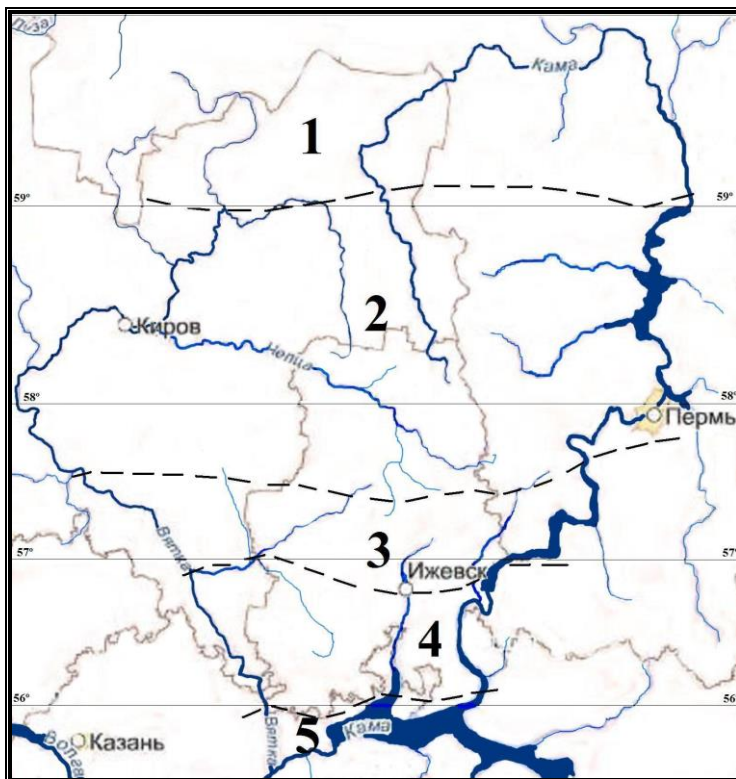 Луза
Кама
1
59°
59°
2
Киров
Чепца
58°
58°
Пермь
Вятка
3
57°
57°
Ижевск
4
56°
56°
Вятка
Кама
5
Казань
Волга